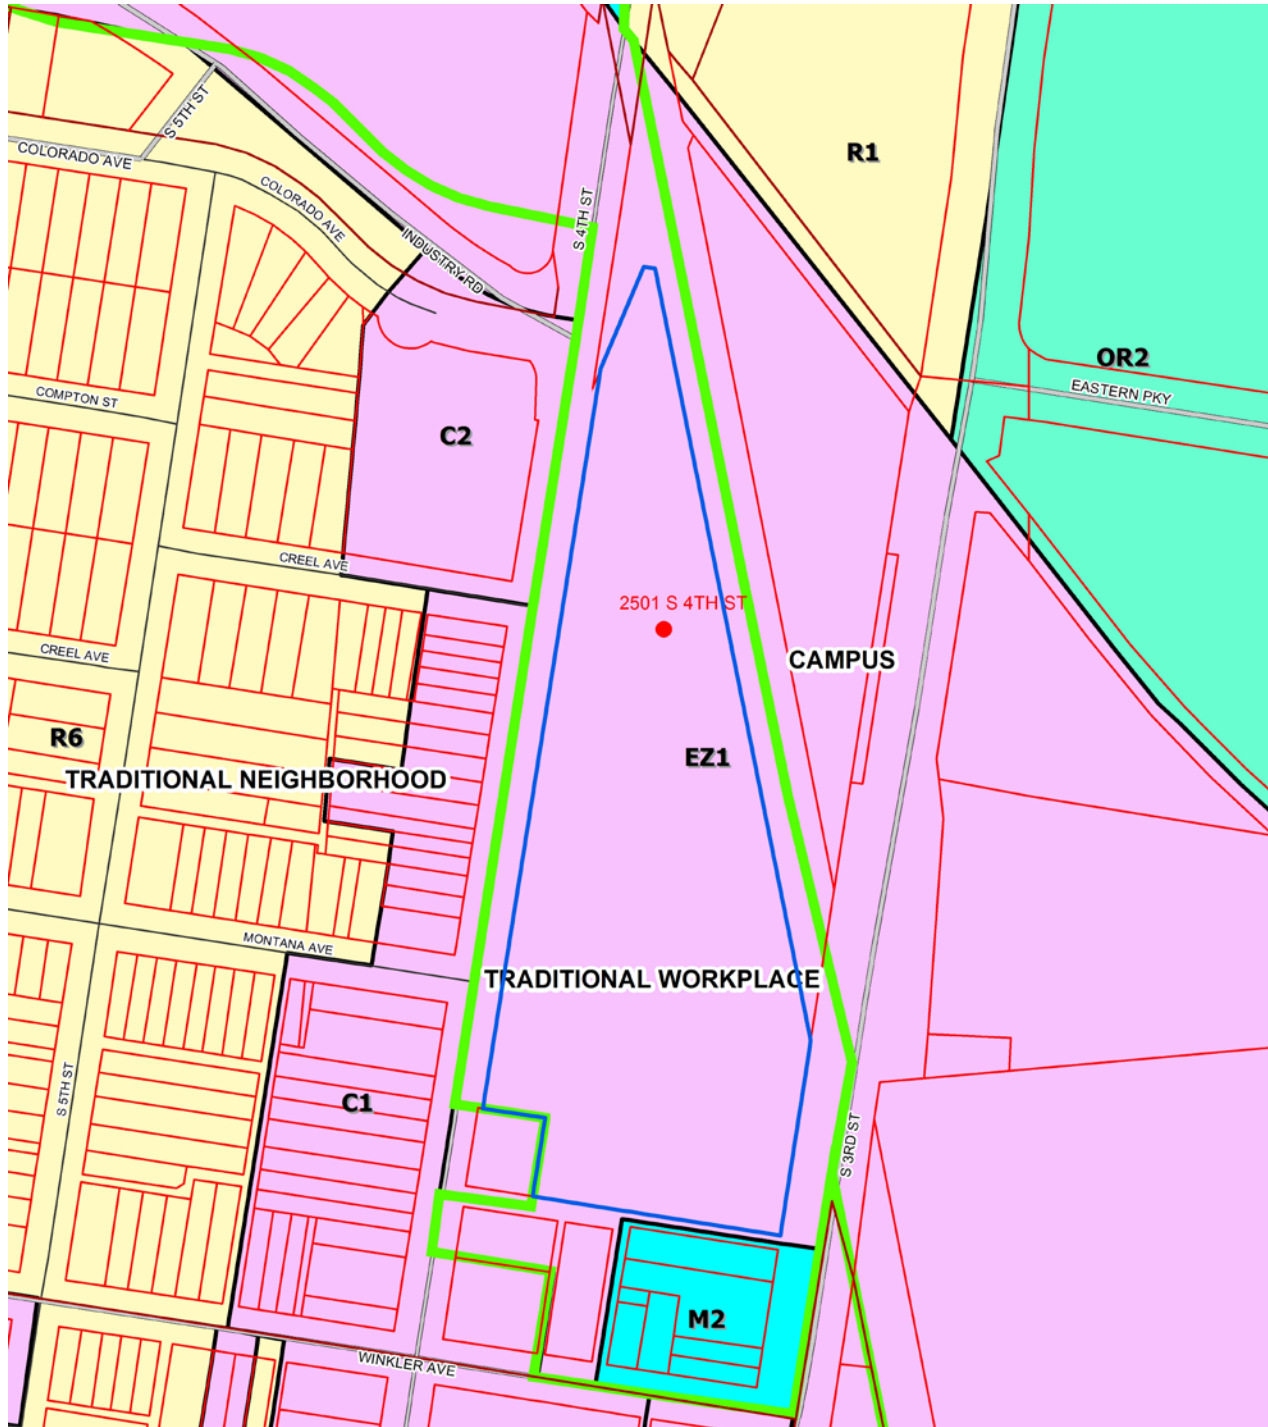 S 5TH ST
COLORADO AVE
R1
COLORADO AVE
S 4TH ST
INDUSTRY RD
OR2
EASTERN PKY
COMPTON ST
C2
CREEL AVE
2501 S 4TH ST
CREEL AVE
CAMPUS
R6
EZ1
TRADITIONAL NEIGHBORHOOD
MONTANA AVE
TRADITIONAL WORKPLACE
S 5TH ST
C1
S 3RD ST
M2
WINKLER AVE